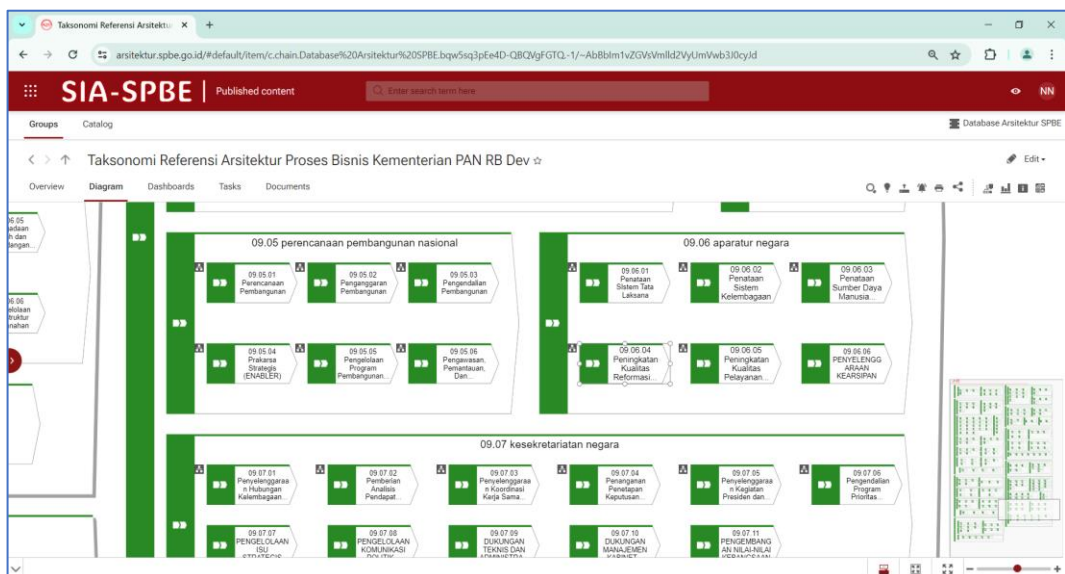 Taksonomi Referensi Arsitektu
arsitektur.spbe.go.id/#default/item/c.chain.Database%20Arsitektur%20SPBE.bqw5sq3pEe4D-QBQVgFGTQ.-1/~AbBbIm1vZGVsVmlldZVyUmVwb3J0cyJd
SIA-SPBE | Published content
Enter search term here
NN
Groups
Catalog
Database Arsitektur SPBE
Taksonomi Referensi Arsitektur Proses Bisnis Kementerian PAN RB Dev
Edit
Overview
Diagram
Dashboards
Tasks
Documents
09.05 perencanaan pembangunan nasional
09.05.01
Perencanaan
Pembangunan
09.05.02
Penganggaran
Pembangunan
09.05.03
Pengendalian
Pembangunan
09.05.04
Prakarsa
Strategis
(ENABLER)
09.05.05
Pengelolaan
Program
Pembangunan...
09.05.06
Pengawasan,
Pemantauan,
Dan...
09.06 aparatur negara
09.06.01
Penataan
SIstem Tata
Laksana
09.06.02
Penataan
Sistem
Kelembagaan
09.06.03
Penataan
Sumber Daya
Manusia...
09.06.04
Peningkatan
Kualitas
Reformasi...
09.06.05
Peningkatan
Kualitas
Pelayanan...
09.06.06
PENYELENGG
ARAAN
KEARSIPAN
09.07 kesekretariatan negara
09.07.01
Penyelenggaraa
n Hubungan
Kelembagaan...
09.07.02
Pemberian
Analisis
Pendapat...
09.07.03
Penyelenggaraa
n Koordinasi
Kerja Sama...
09.07.04
Penanganan
Penetapan
Keputusan...
09.07.05
Penyelenggaraa
n Kegiatan
Presiden dan...
09.07.06
Pengendalian
Program
Prioritas...
09.07.07
PENGELOLAAN
ISU
STRATEGIS
09.07.08
PENGELOLAAN
KOMUNIKASI
POLITIK
09.07.09
DUKUNGAN
TEKNIS DAN
09.07.10
DUKUNGAN
MANAJEMEN
KABINET
09.07.11
PENGEMBANG
AN NILAI-NILAI